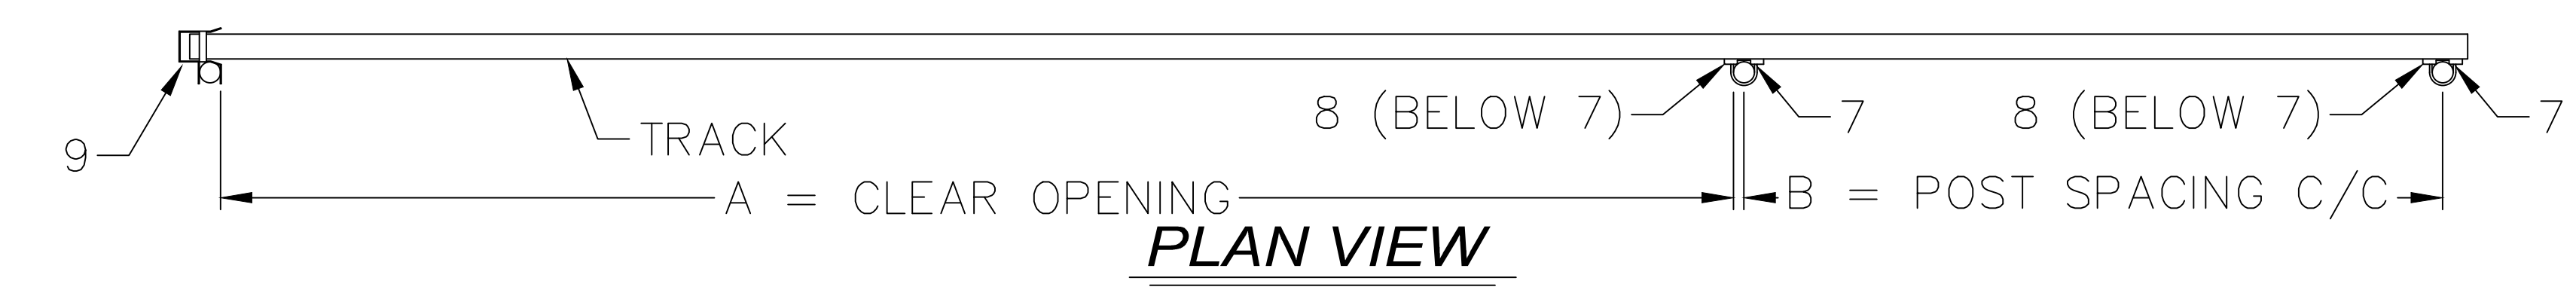 8 (BELOW 7)
7
8 (BELOW 7)
7
9
TRACK
A = CLEAR OPENING
B = POST SPACING C/C
PLAN VIEW